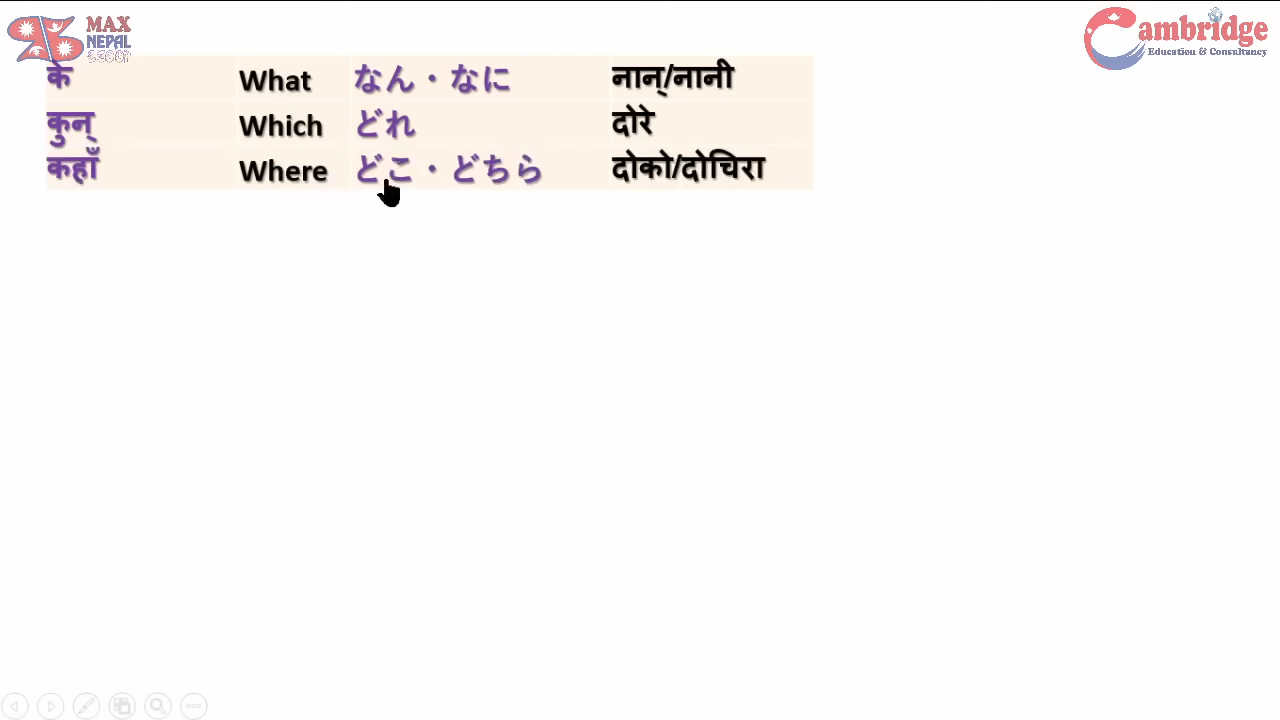 MAX
NEPAL
SCOOP
Cambridge
Education & Consultancy
के What なん・なに नान्/नानी
कुन् Which どれ दोरे
कहाँ Where どこ・どちら दोको/दोचिरा